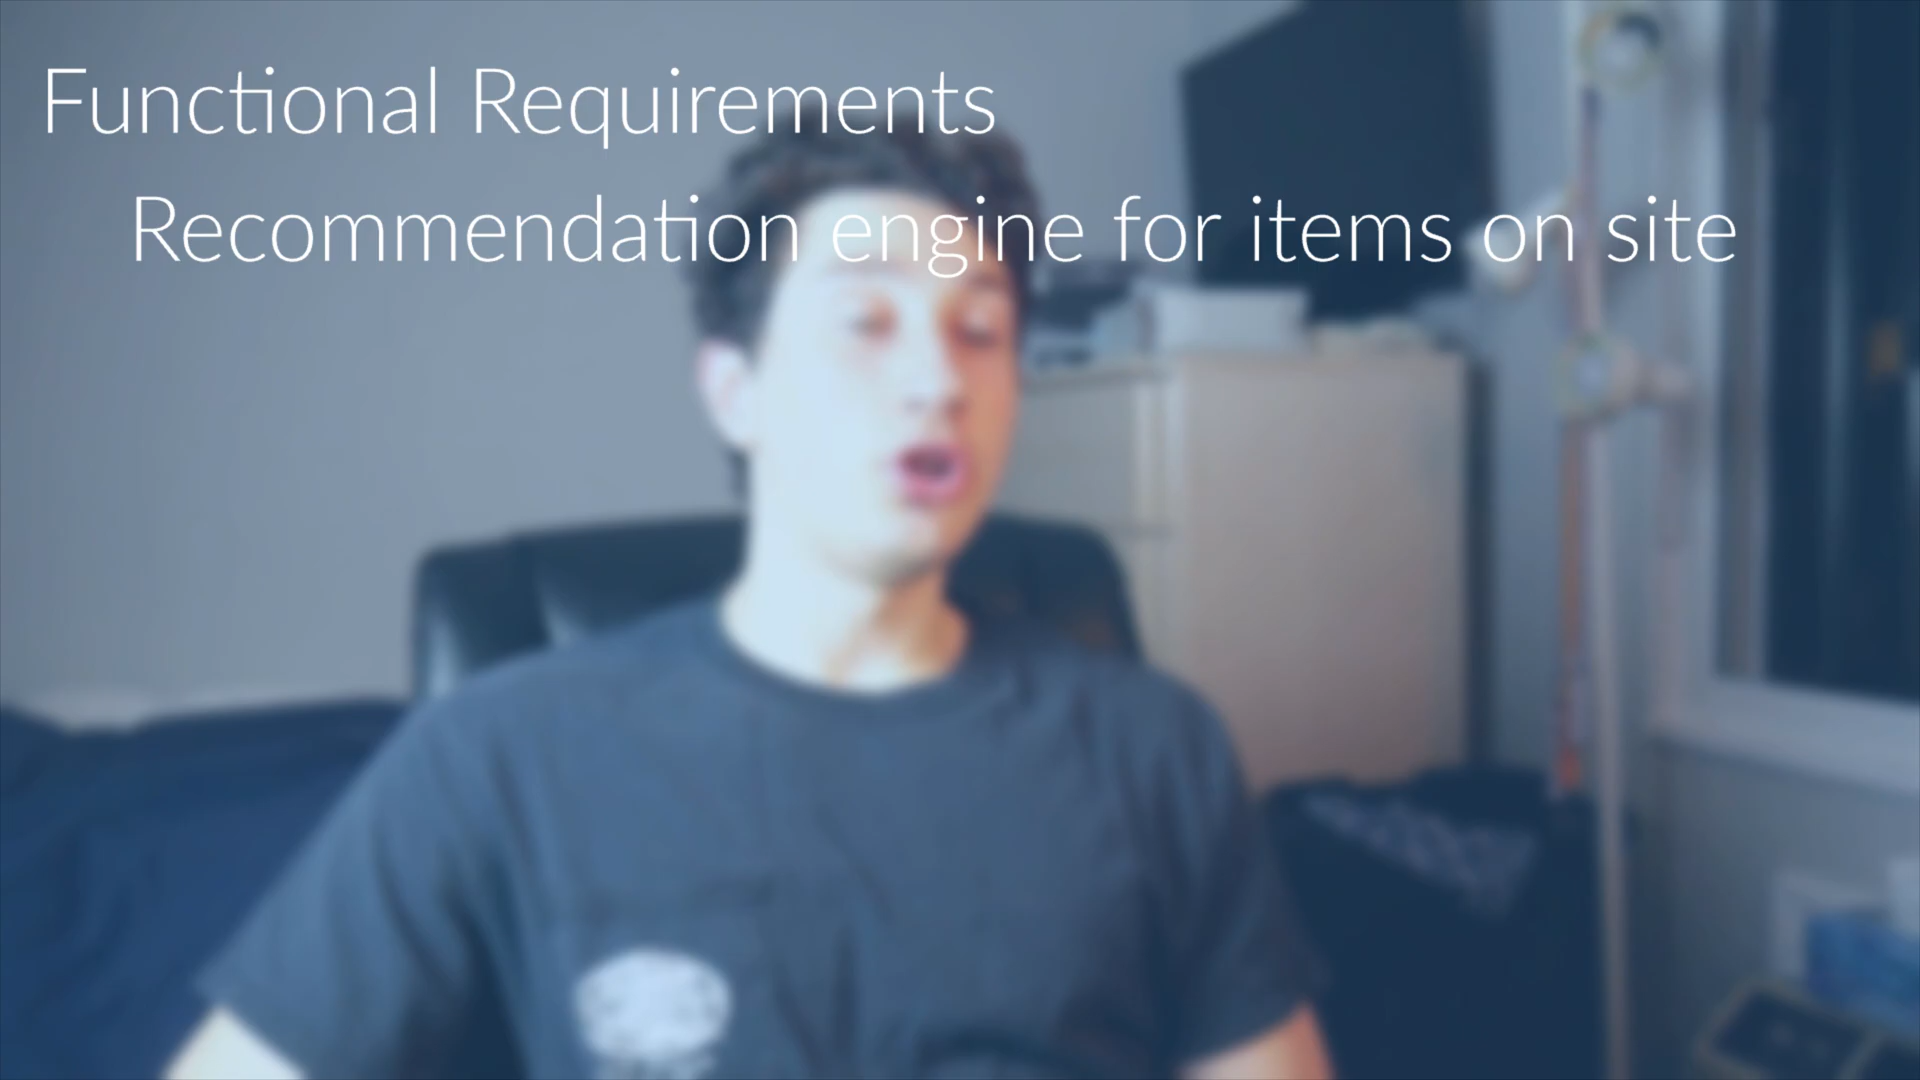 Functional Requirements
Recommendation engine for items on site